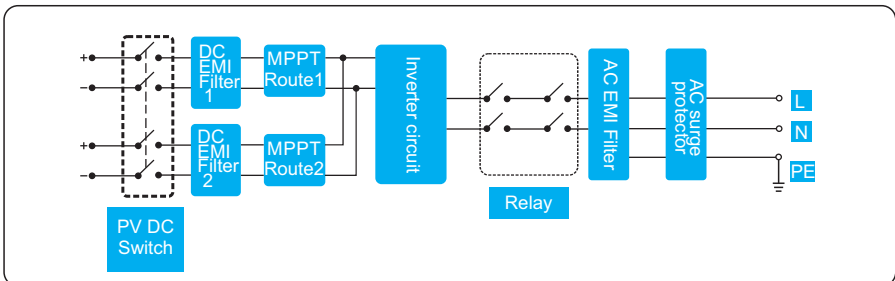 +
DC
EMI
Filter
1
MPPT
Route1
−
+
DC
EMI
Filter
2
MPPT
Route2
−
PV DC
Switch
Inverter circuit
Relay
AC EMI Filter
AC surge
protector
L
N
PE